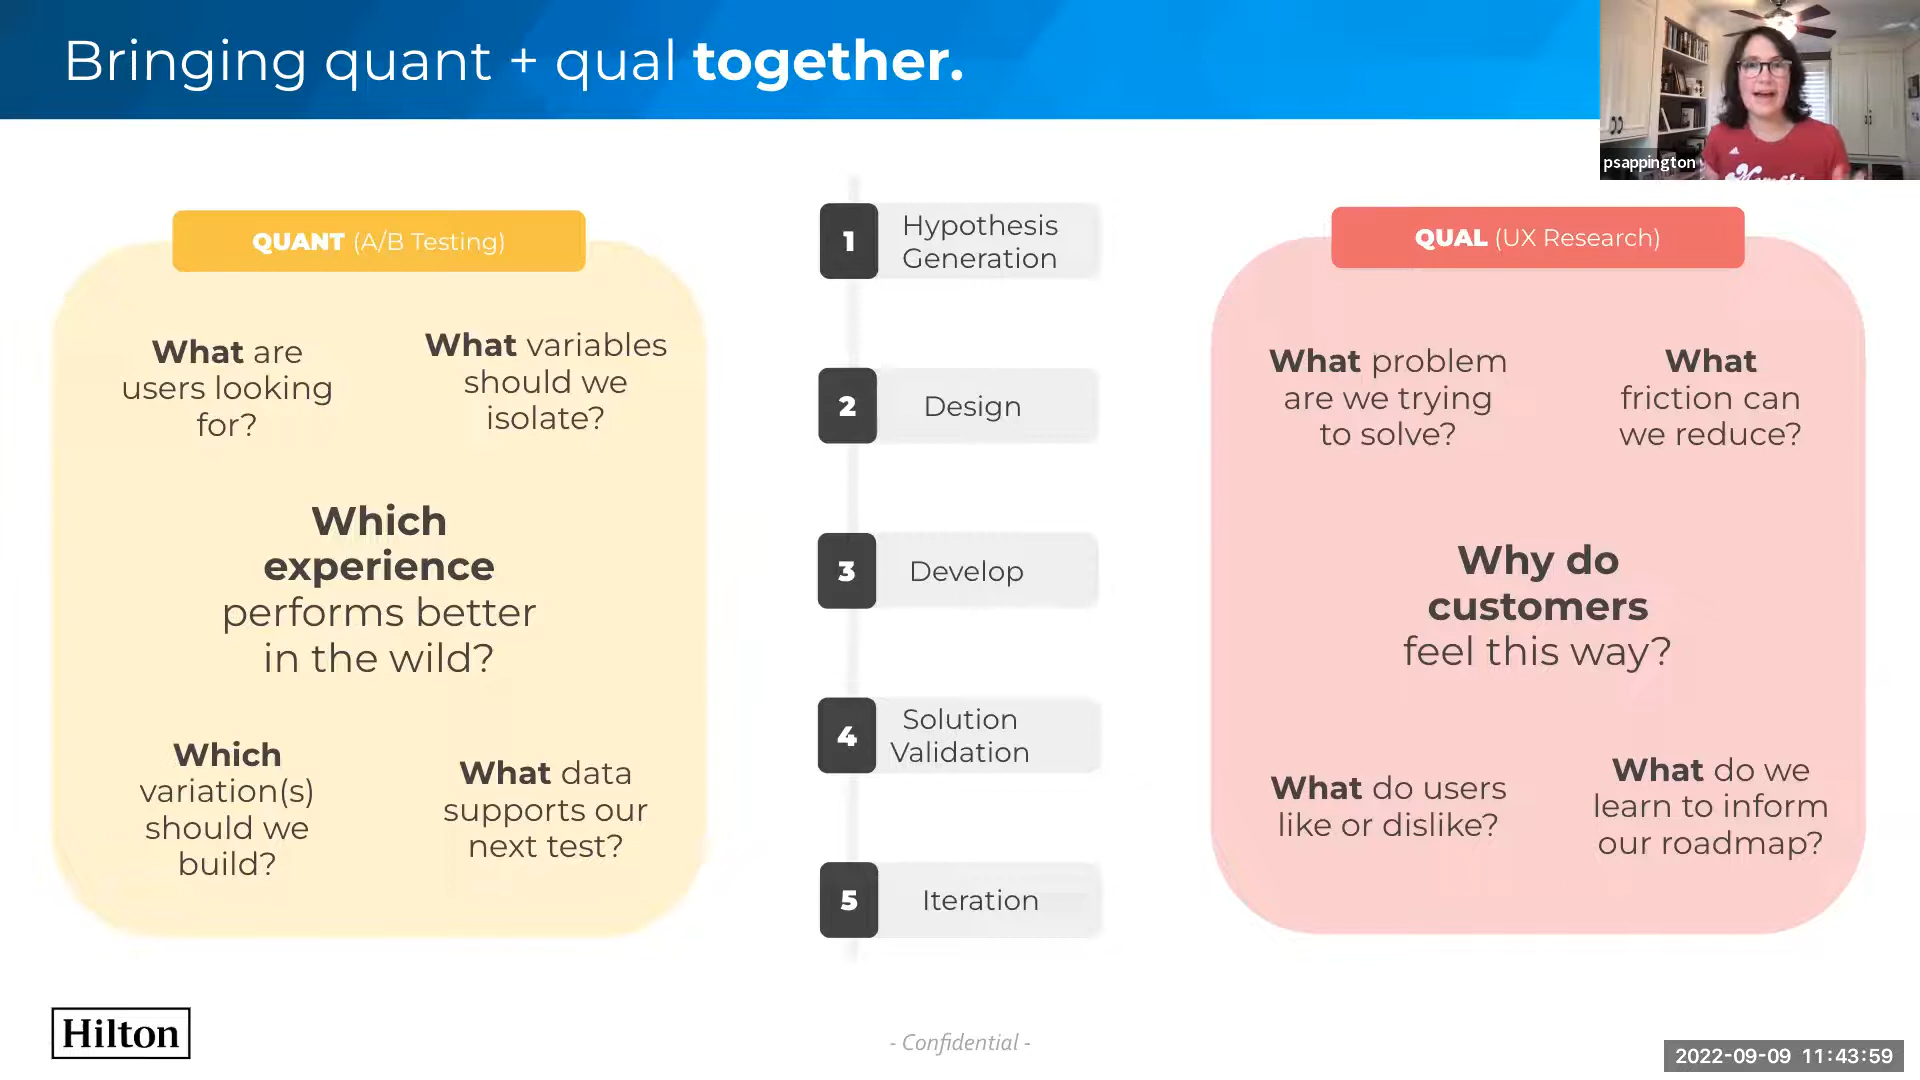 Bringing quant + qual together.
psappington
QUANT (A/B Testing)
What are
users looking
for?
What variables
should we
isolate?
Which
experience
performs better
in the wild?
Which
variation(s)
should we
build?
What data
supports our
next test?
1
Hypothesis
Generation
2
Design
3
Develop
4
Solution
Validation
5
Iteration
QUAL (UX Research)
What problem
are we trying
to solve?
What
friction can
we reduce?
Why do
customers
feel this way?
What do users
like or dislike?
What do we
learn to inform
our roadmap?
Hilton
- Confidential -
2022-09-09 11:43:59